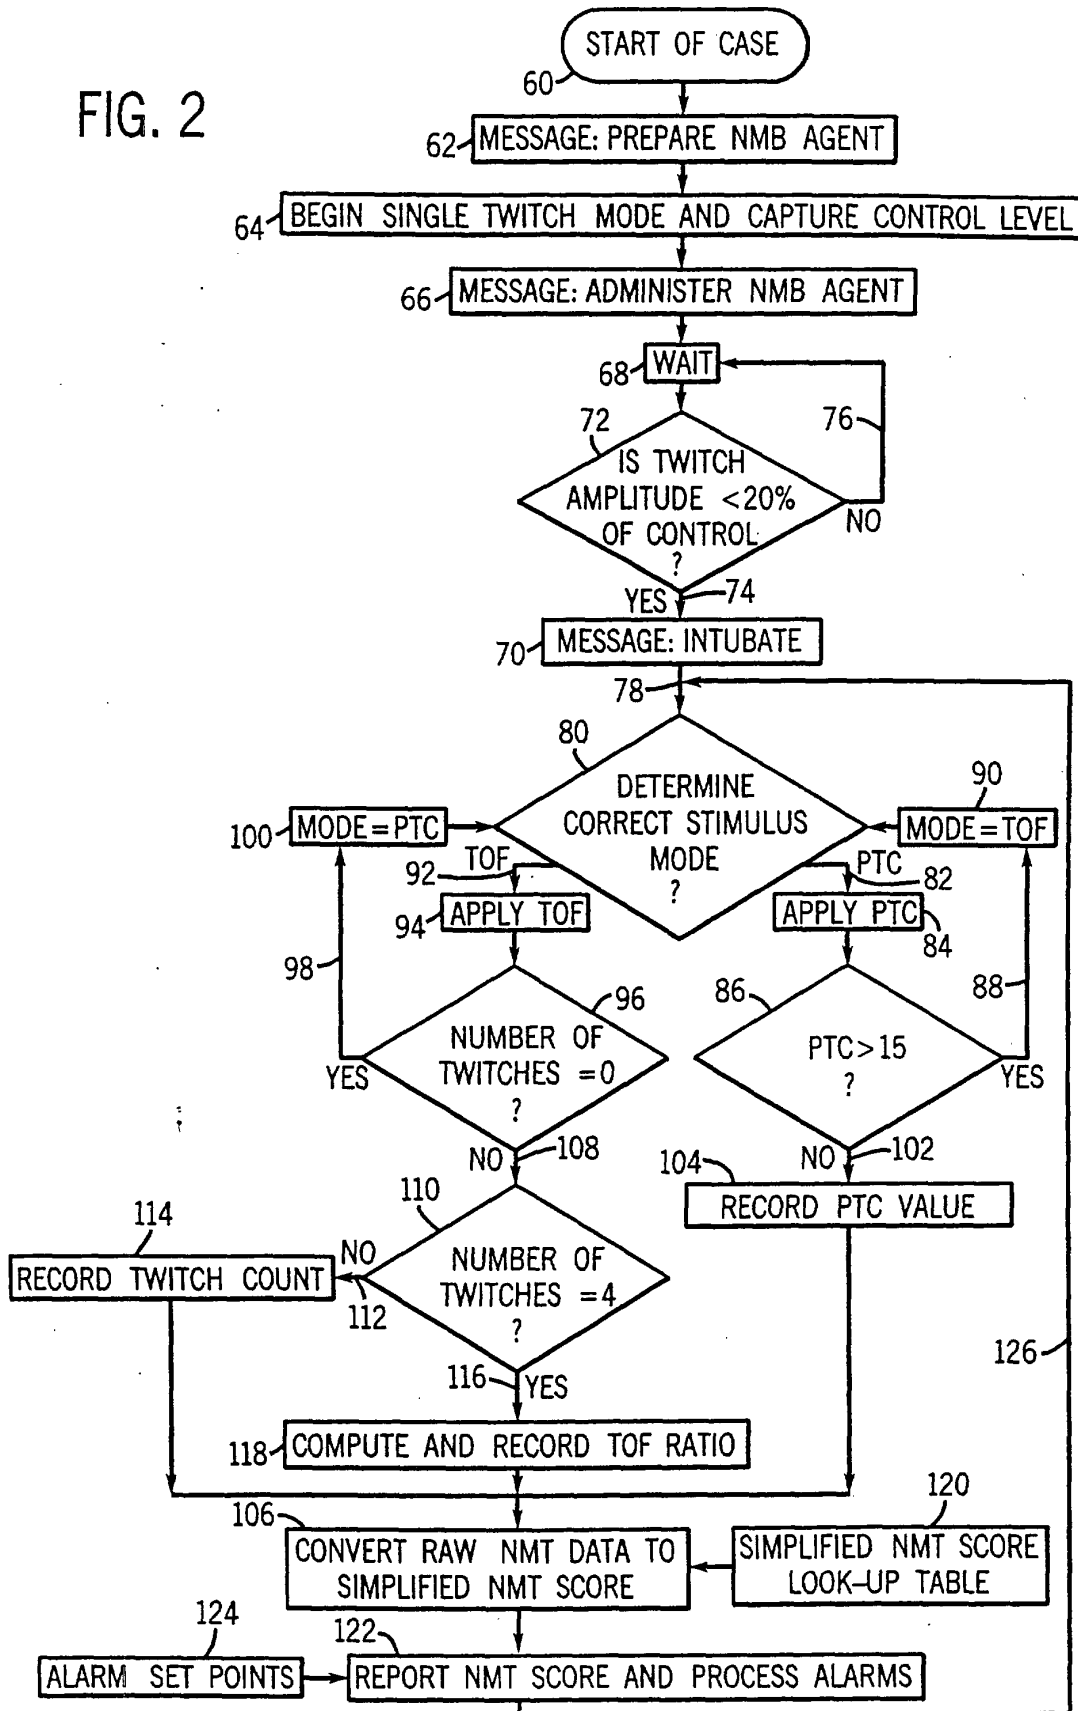 FIG. 2
START OF CASE
60
62
MESSAGE: PREPARE NMB AGENT
64
BEGIN SINGLE TWITCH MODE AND CAPTURE CONTROL LEVEL
66
MESSAGE: ADMINISTER NMB AGENT
68
WAIT
72
76
IS TWITCH
AMPLITUDE <20%
OF CONTROL
?
NO
YES
74
70
MESSAGE: INTUBATE
78
80
DETERMINE
CORRECT STIMULUS
MODE
?
90
100
MODE=PTC
MODE=TOF
TOF
92
PTC
82
94
APPLY TOF
APPLY PTC
84
98
96
86
88
NUMBER OF
TWITCHES =0
?
YES
PTC>15
?
YES
NO
108
NO
102
104
RECORD PTC VALUE
110
114
NO
NUMBER OF
TWITCHES =4
?
RECORD TWITCH COUNT
112
126
116
YES
118
COMPUTE AND RECORD TOF RATIO
106
120
CONVERT RAW NMT DATA TO
SIMPLIFIED NMT SCORE
SIMPLIFIED NMT SCORE
LOOK-UP TABLE
124
122
ALARM SET POINTS
REPORT NMT SCORE AND PROCESS ALARMS